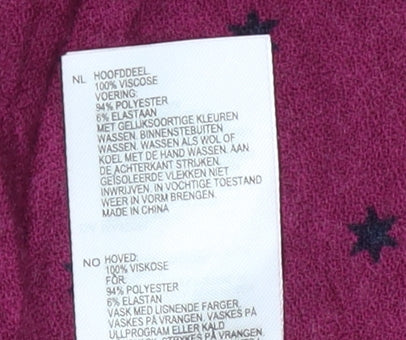 NL HOOFDDEEL.
100% VISCOSE
VOERING:
94% POLYESTER
6% ELASTAAN
MET GELIJKSOORTIGE KLEUREN
WASSEN. BINNENSTEBUITEN
WASSEN. WASSEN ALS WOL OF
KOEL MET DE HAND WASSEN. AAN
DE ACHTERKANT STRIJKEN.
GEÏSOLEERDE VLEKKEN NIET
INWRIJVEN. IN VOCHTIGE TOESTAND
WEER IN VORM BRENGEN.
MADE IN CHINA
NO HOVED:
100% VISKOSE
FÔR:
94% POLYESTER
6% ELASTAN
VASK MED LIGNENDE FARGER.
VASKES PÅ VRANGEN. VASKES PÅ
ULLPROGRAM ELLER KALD
STRYKES PÅ VRANGEN.